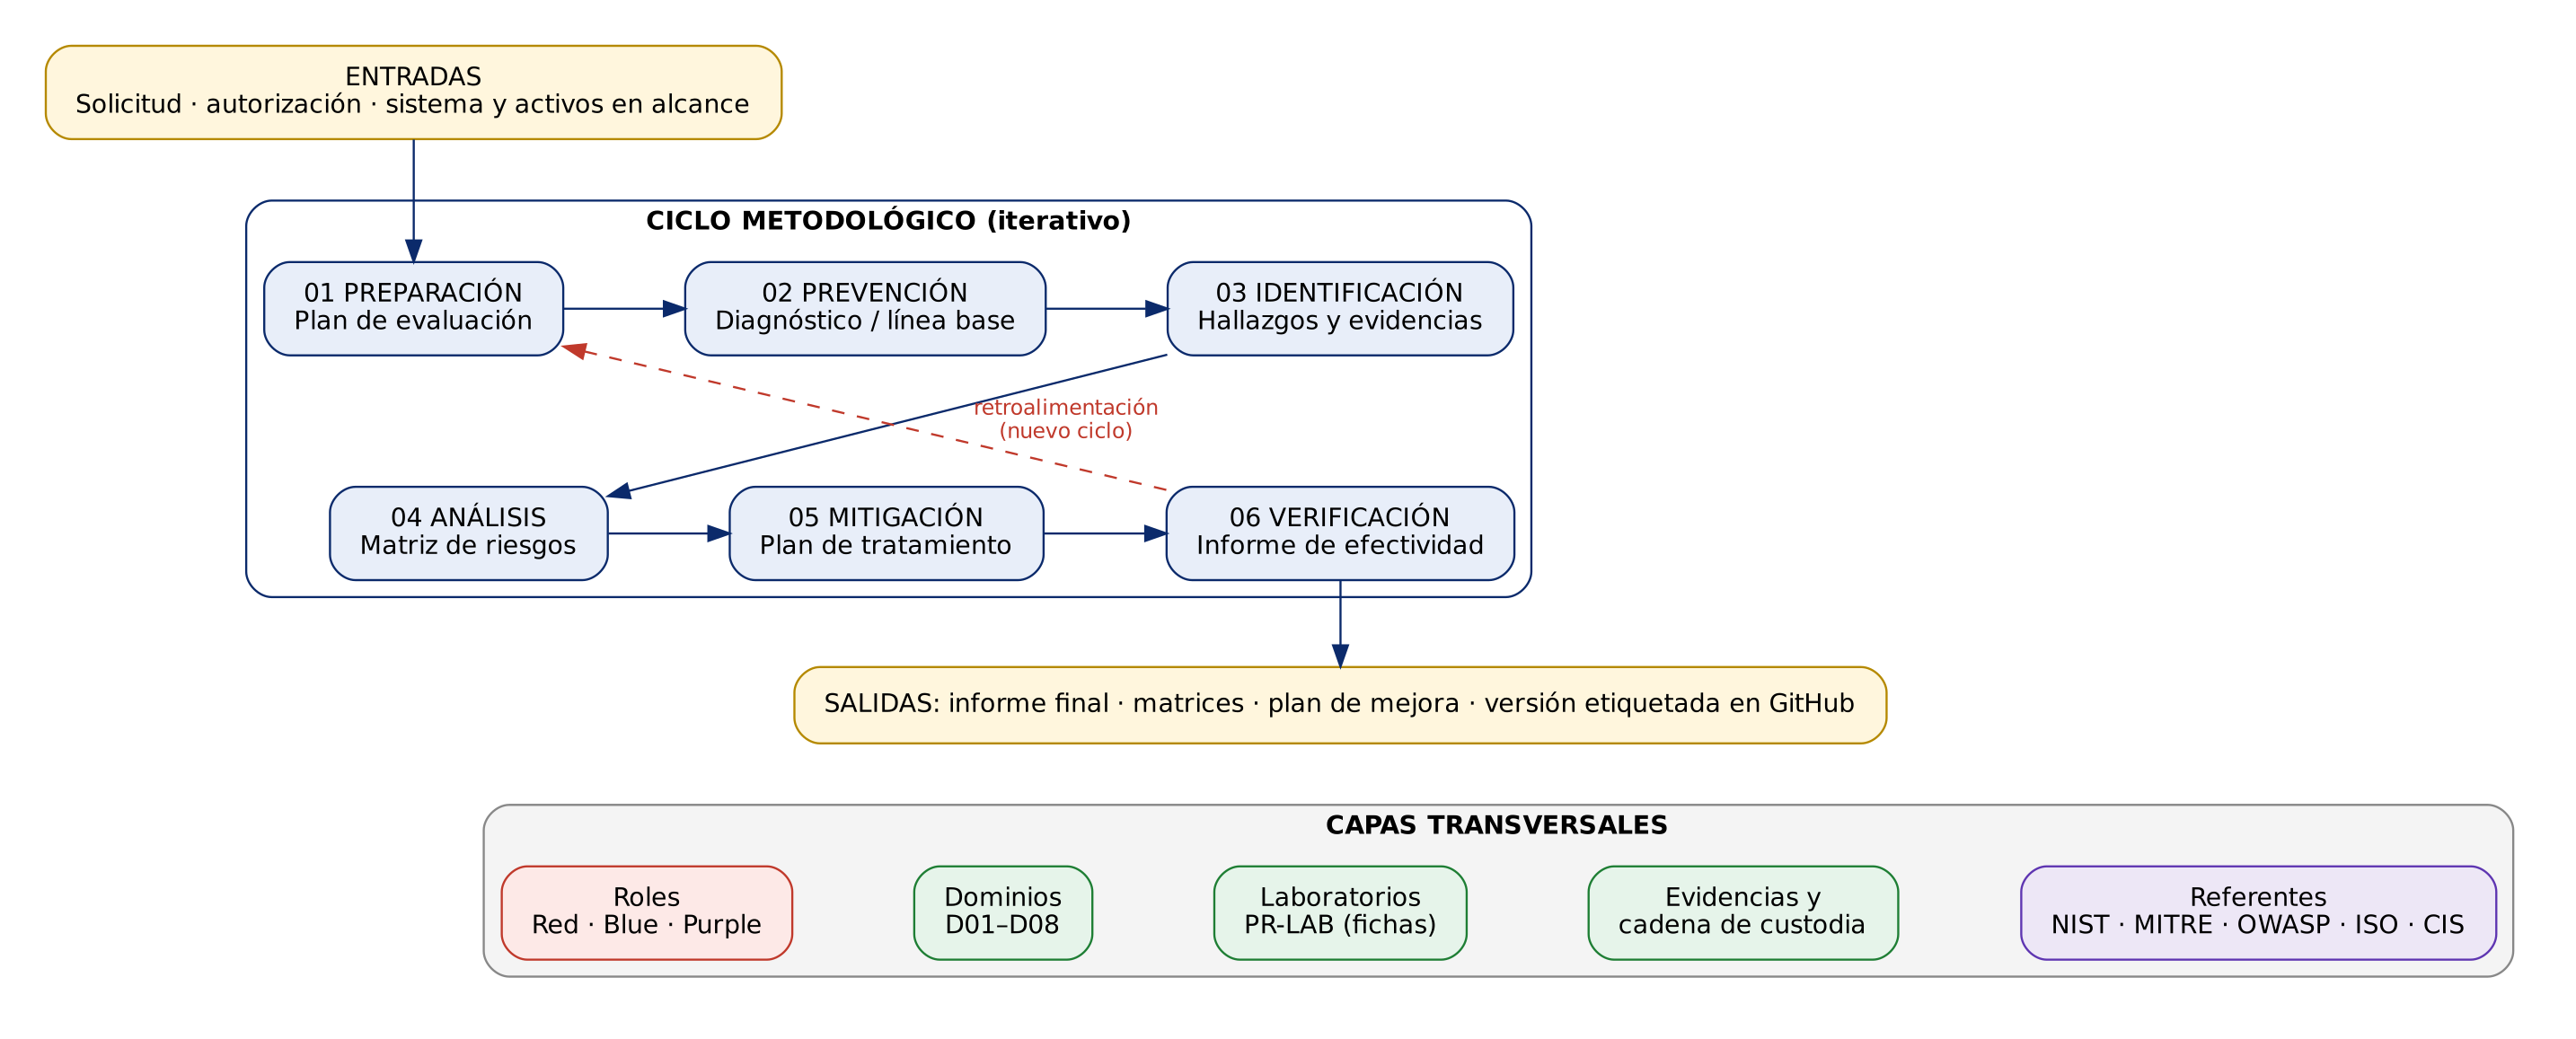 ENTRADAS
Solicitud · autorización · sistema y activos en alcance
CICLO METODOLÓGICO (iterativo)
01 PREPARACIÓN
Plan de evaluación
02 PREVENCIÓN
Diagnóstico / línea base
03 IDENTIFICACIÓN
Hallazgos y evidencias
retroalimentación
(nuevo ciclo)
04 ANÁLISIS
Matriz de riesgos
05 MITIGACIÓN
Plan de tratamiento
06 VERIFICACIÓN
Informe de efectividad
SALIDAS: informe final · matrices · plan de mejora · versión etiquetada en GitHub
CAPAS TRANSVERSALES
Roles
Red · Blue · Purple
Dominios
D01–D08
Laboratorios
PR-LAB (fichas)
Evidencias y
cadena de custodia
Referentes
NIST · MITRE · OWASP · ISO · CIS